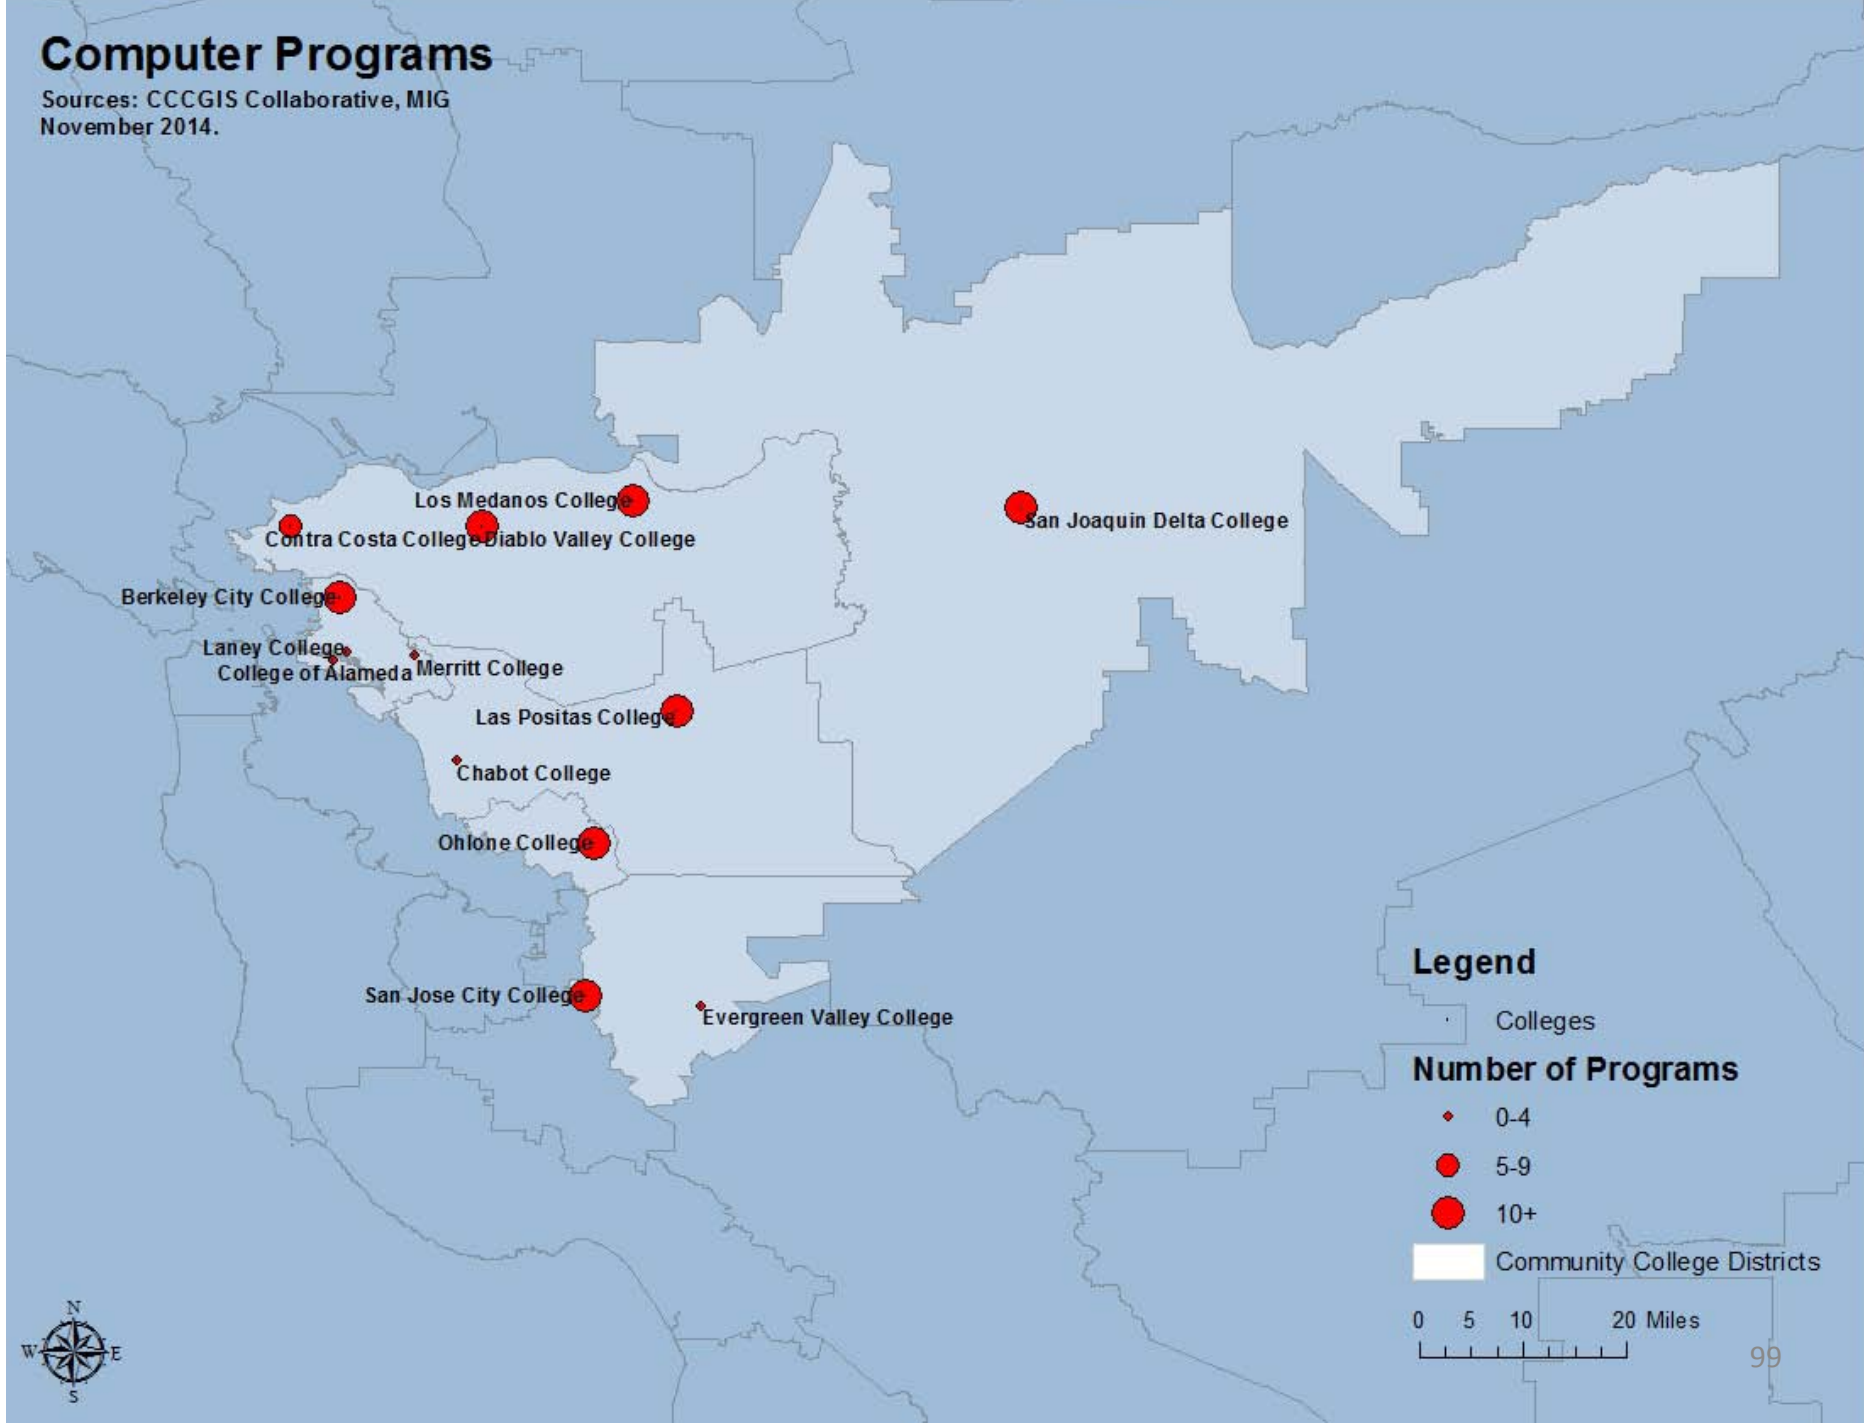 Computer Programs
Sources: CCCGIS Collaborative, MIG
November 2014.
Los Medanos College
San Joaquin Delta College
Contra Costa College
Diablo Valley College
Berkeley City College
Laney College
College of Alameda
Merritt College
Las Positas College
Chabot College
Ohlone College
San Jose City College
Evergreen Valley College
Legend
Colleges
Number of Programs
0-4
5-9
10+
Community College Districts
0 5 10 20 Miles
99
N
W E
S